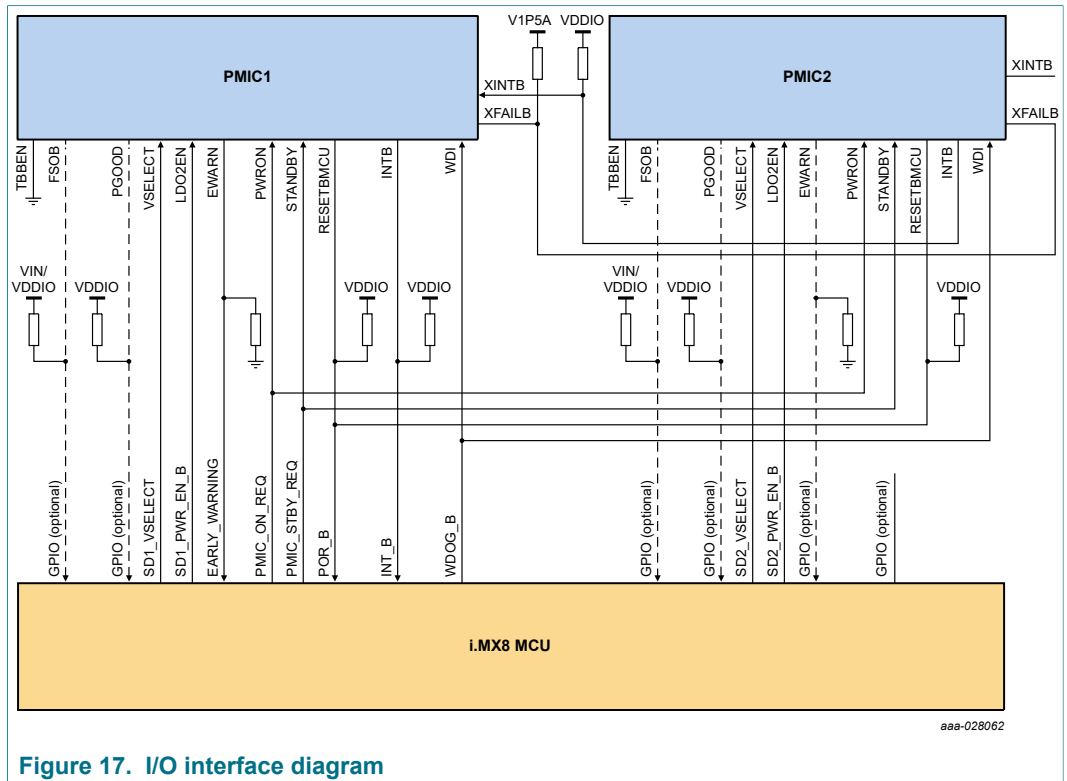 V1P5A VDDIO
PMIC1
PMIC2
XINTB
XFAILB
XINTB
XFAILB
TBBEN
FSOB
PGOOD
VSELECT
LDO2EN
EWARN
PWRON
STANDBY
RESETBMCU
INTB
WDI
TBBEN
FSOB
PGOOD
VSELECT
LDO2EN
EWARN
PWRON
STANDBY
RESETBMCU
INTB
WDI
VIN/
VDDIO
VDDIO
VDDIO
VDDIO
VIN/
VDDIO
VDDIO
VDDIO
GPIO (optional)
GPIO (optional)
SD1_VSELECT
SD1_PWR_EN_B
EARLY_WARNING
PMIC_ON_REQ
PMIC_STBY_REQ
POR_B
INT_B
WDOG_B
GPIO (optional)
GPIO (optional)
SD2_VSELECT
SD2_PWR_EN_B
GPIO (optional)
GPIO (optional)
i.MX8 MCU
aaa-028062
Figure 17. I/O interface diagram